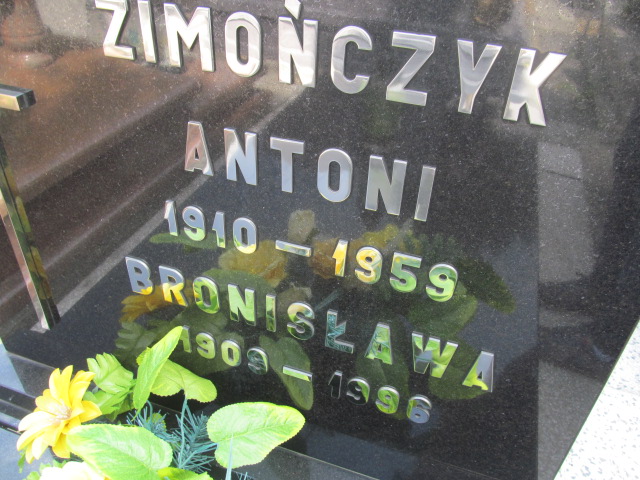 ZIMOŃCZYK
ANTONI
1910 – 1959
BRONISŁAWA
1909 – 1996